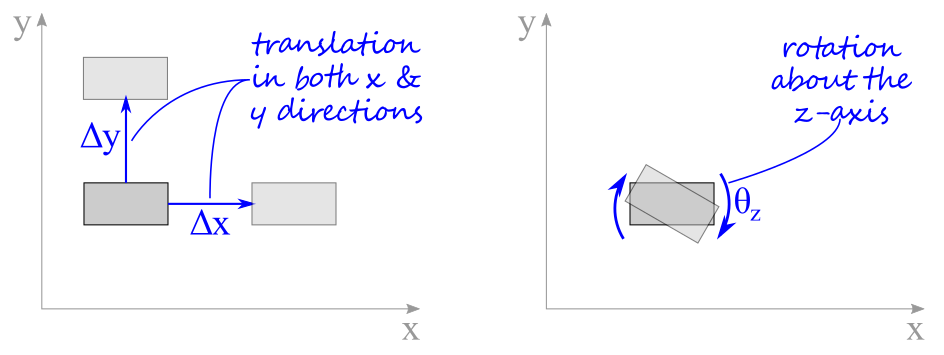 y
translation
in both x &
y directions
Δy
Δx
x
y
rotation
about the
z-axis
θz
x